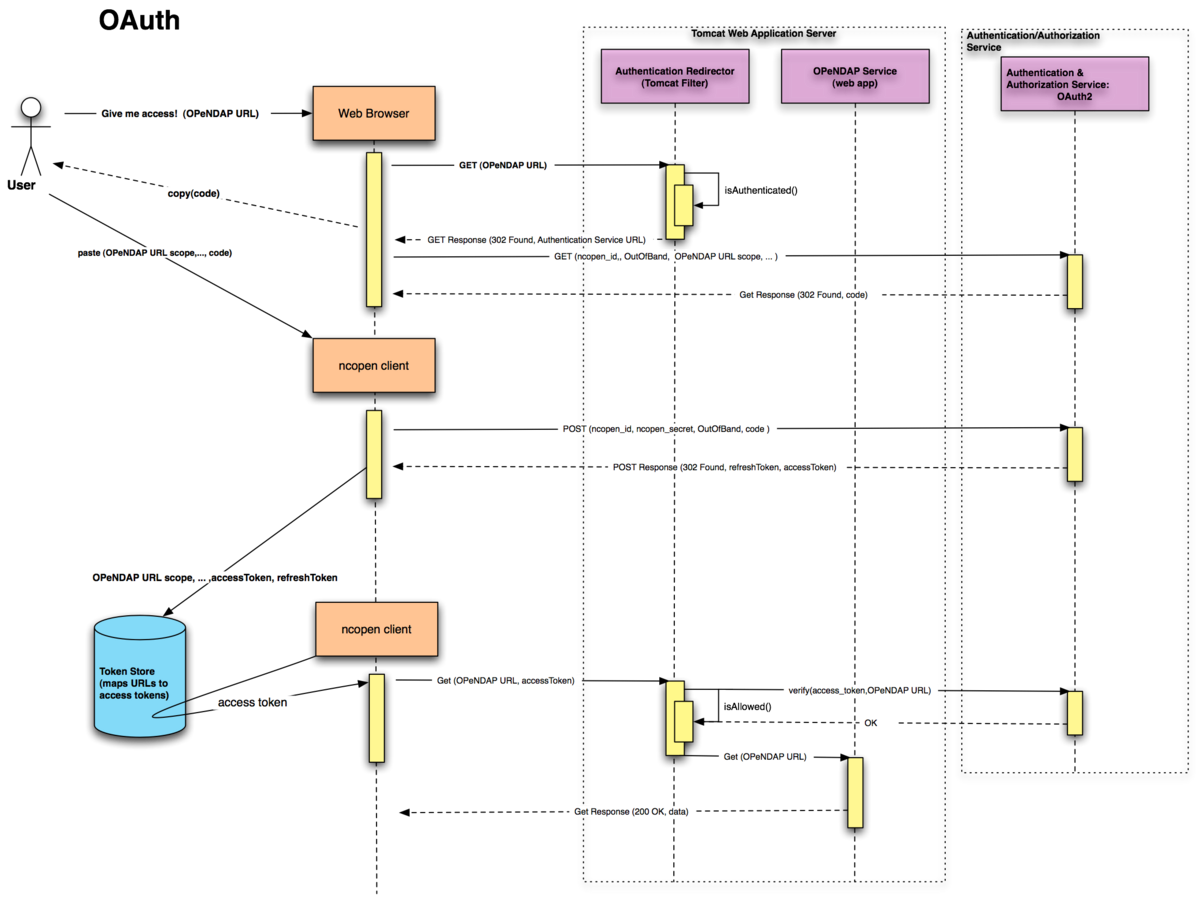 OAuth
Tomcat Web Application Server
Authentication/Authorization
Service
Authentication Redirector
(Tomcat Filter)
OPeNDAP Service
(web app)
Authentication &
Authorization Service:
OAuth2
Give me access! (OPeNDAP URL)
Web Browser
User
GET (OPeNDAP URL)
isAuthenticated()
copy(code)
GET Response (302 Found, Authentication Service URL)
paste (OPeNDAP URL scope,..., code)
GET (ncopen_id,, OutOfBand, OPeNDAP URL scope, ... )
Get Response (302 Found, code)
ncopen client
POST (ncopen_id, ncopen_secret, OutOfBand, code )
POST Response (302 Found, refreshToken, accessToken)
OPeNDAP URL scope, ... ,accessToken, refreshToken
ncopen client
Token Store
(maps URLs to
access tokens)
access token
Get (OPeNDAP URL, accessToken)
verify(access_token,OPeNDAP URL)
isAllowed()
OK
Get (OPeNDAP URL)
Get Response (200 OK, data)